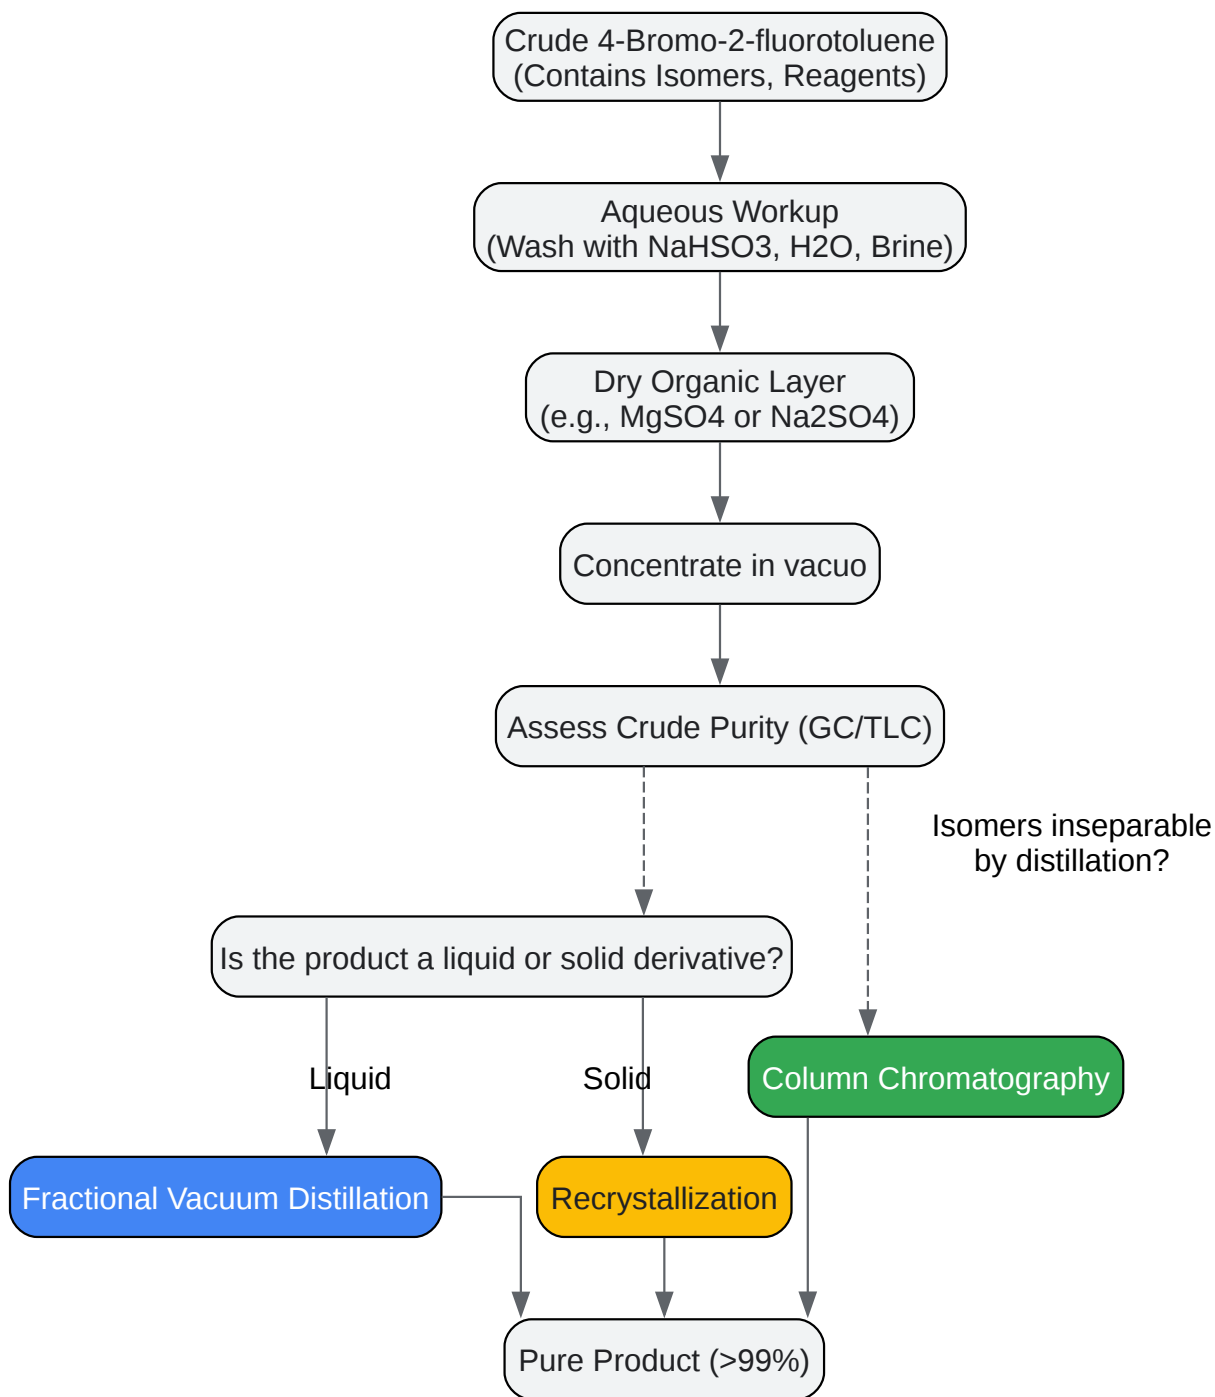 Crude 4-Bromo-2-fluorotoluene
(Contains Isomers, Reagents)
Aqueous Workup
(Wash with NaHSO3, H2O, Brine)
Dry Organic Layer
(e.g., MgSO4 or Na2SO4)
Concentrate in vacuo
Assess Crude Purity (GC/TLC)
Isomers inseparable
by distillation?
Is the product a liquid or solid derivative?
Liquid
Solid
Column Chromatography
Fractional Vacuum Distillation
Recrystallization
Pure Product (>99%)